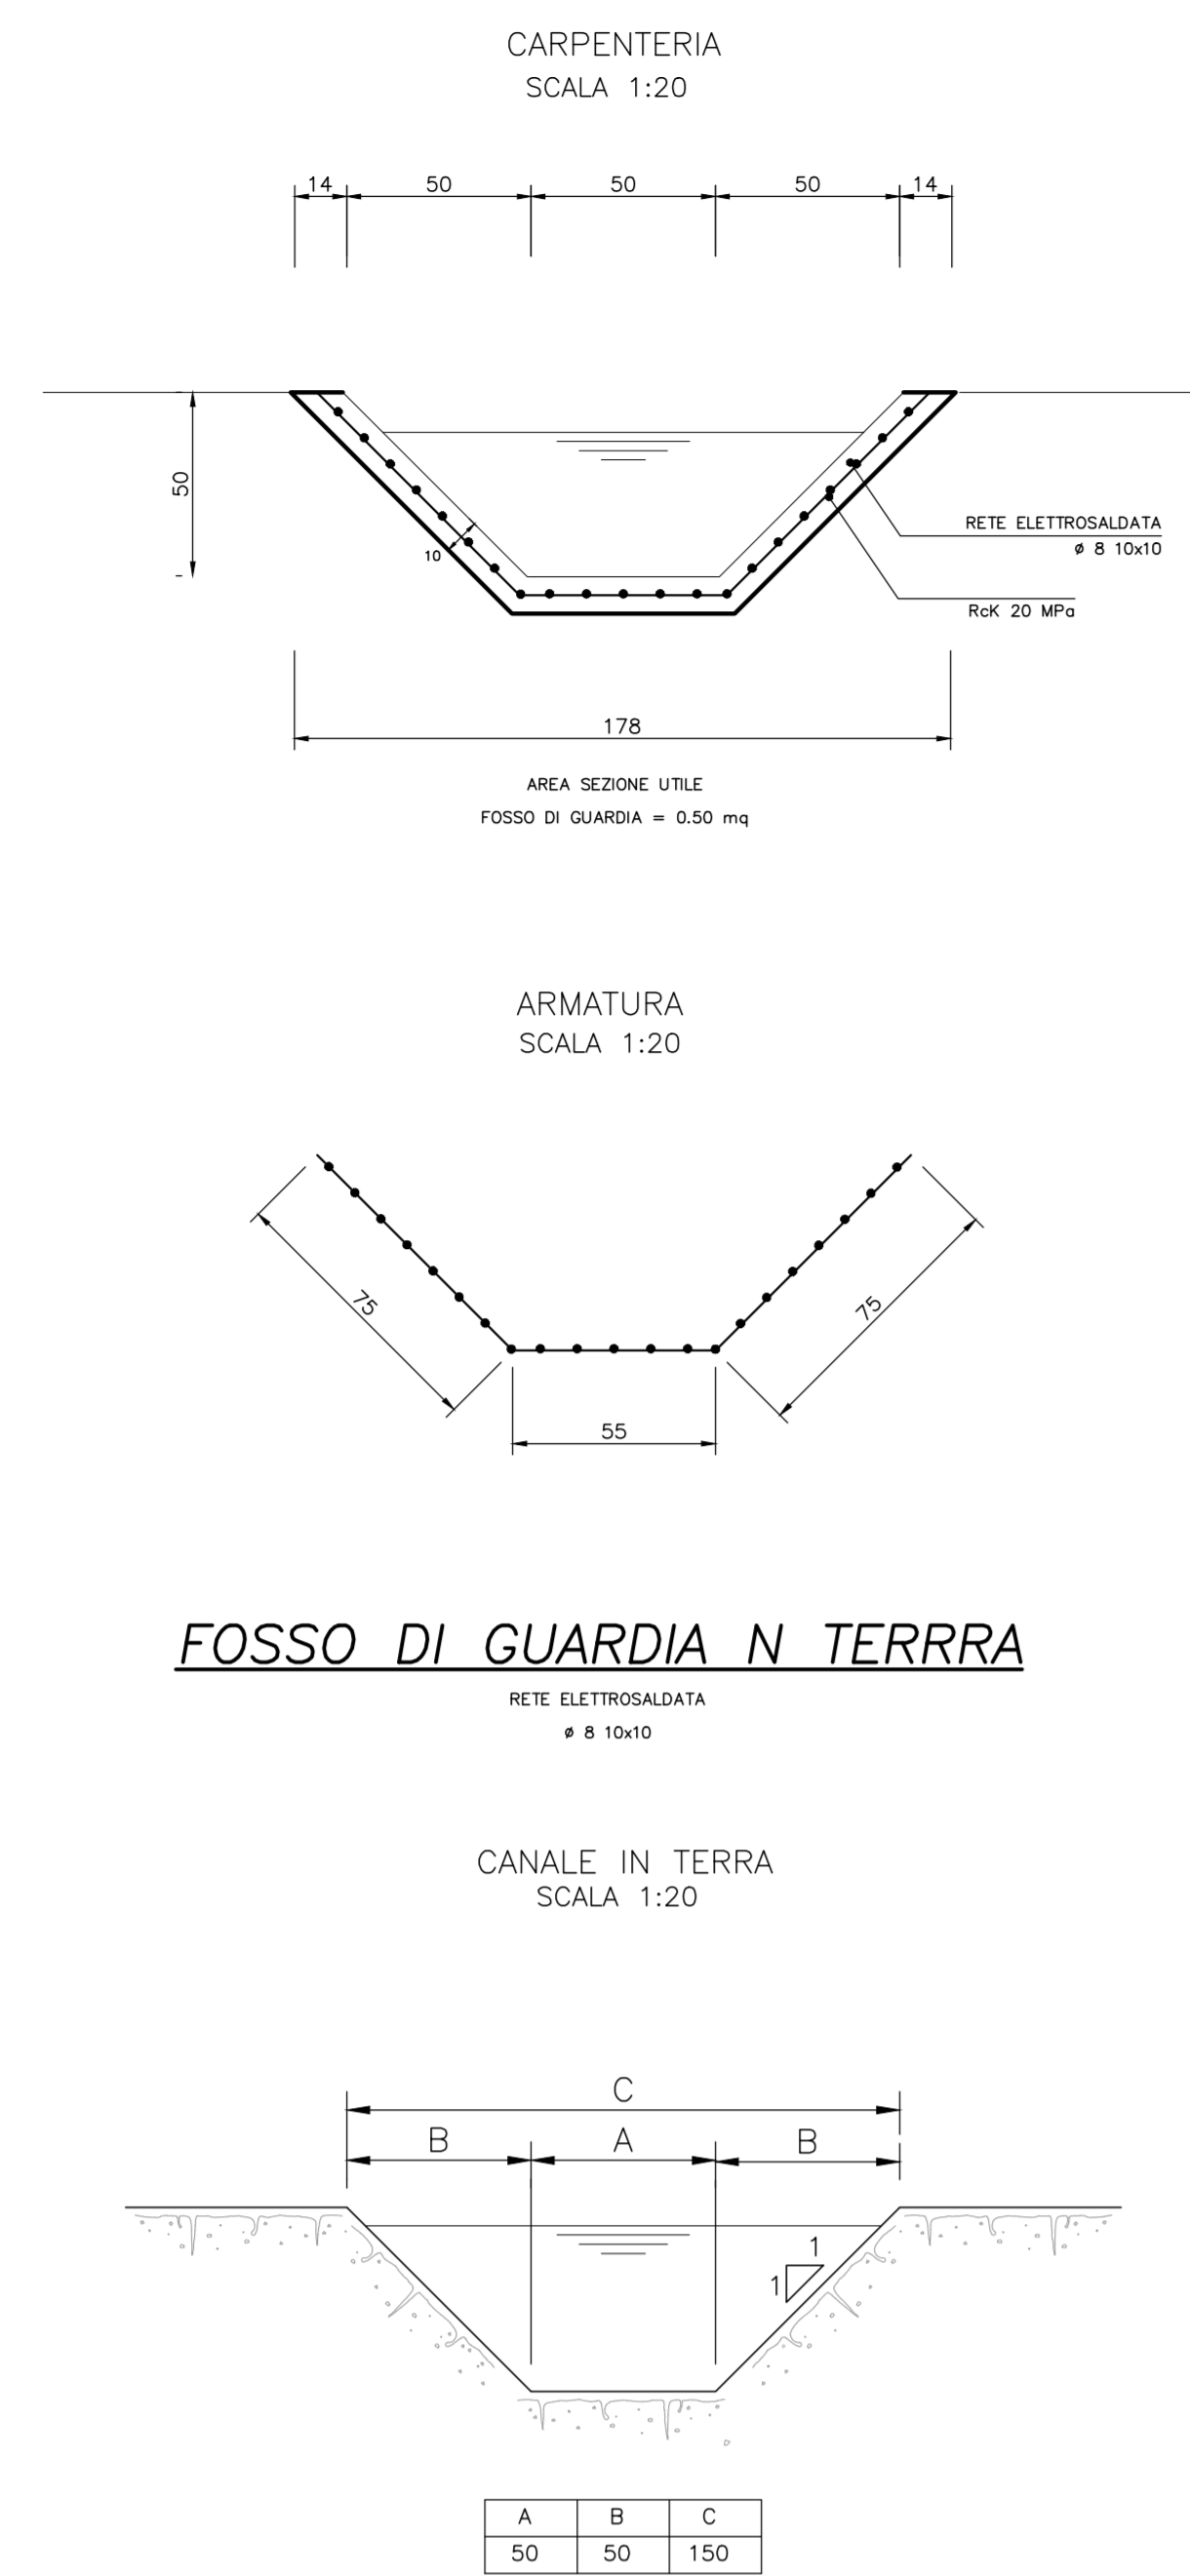 CARPENTERIA
SCALA 1:20
14 50 50 50 14
50
10
RETE ELETTROSALDATA
ø 8 10x10
RcK 20 MPa
178
AREA SEZIONE UTILE
FOSSO DI GUARDIA = 0.50 mq
ARMATURA
SCALA 1:20
75 75
55
FOSSO DI GUARDIA N TERRRA
RETE ELETTROSALDATA
ø 8 10x10
CANALE IN TERRA
SCALA 1:20
C
B A B
1
1
A B C
50 50 150